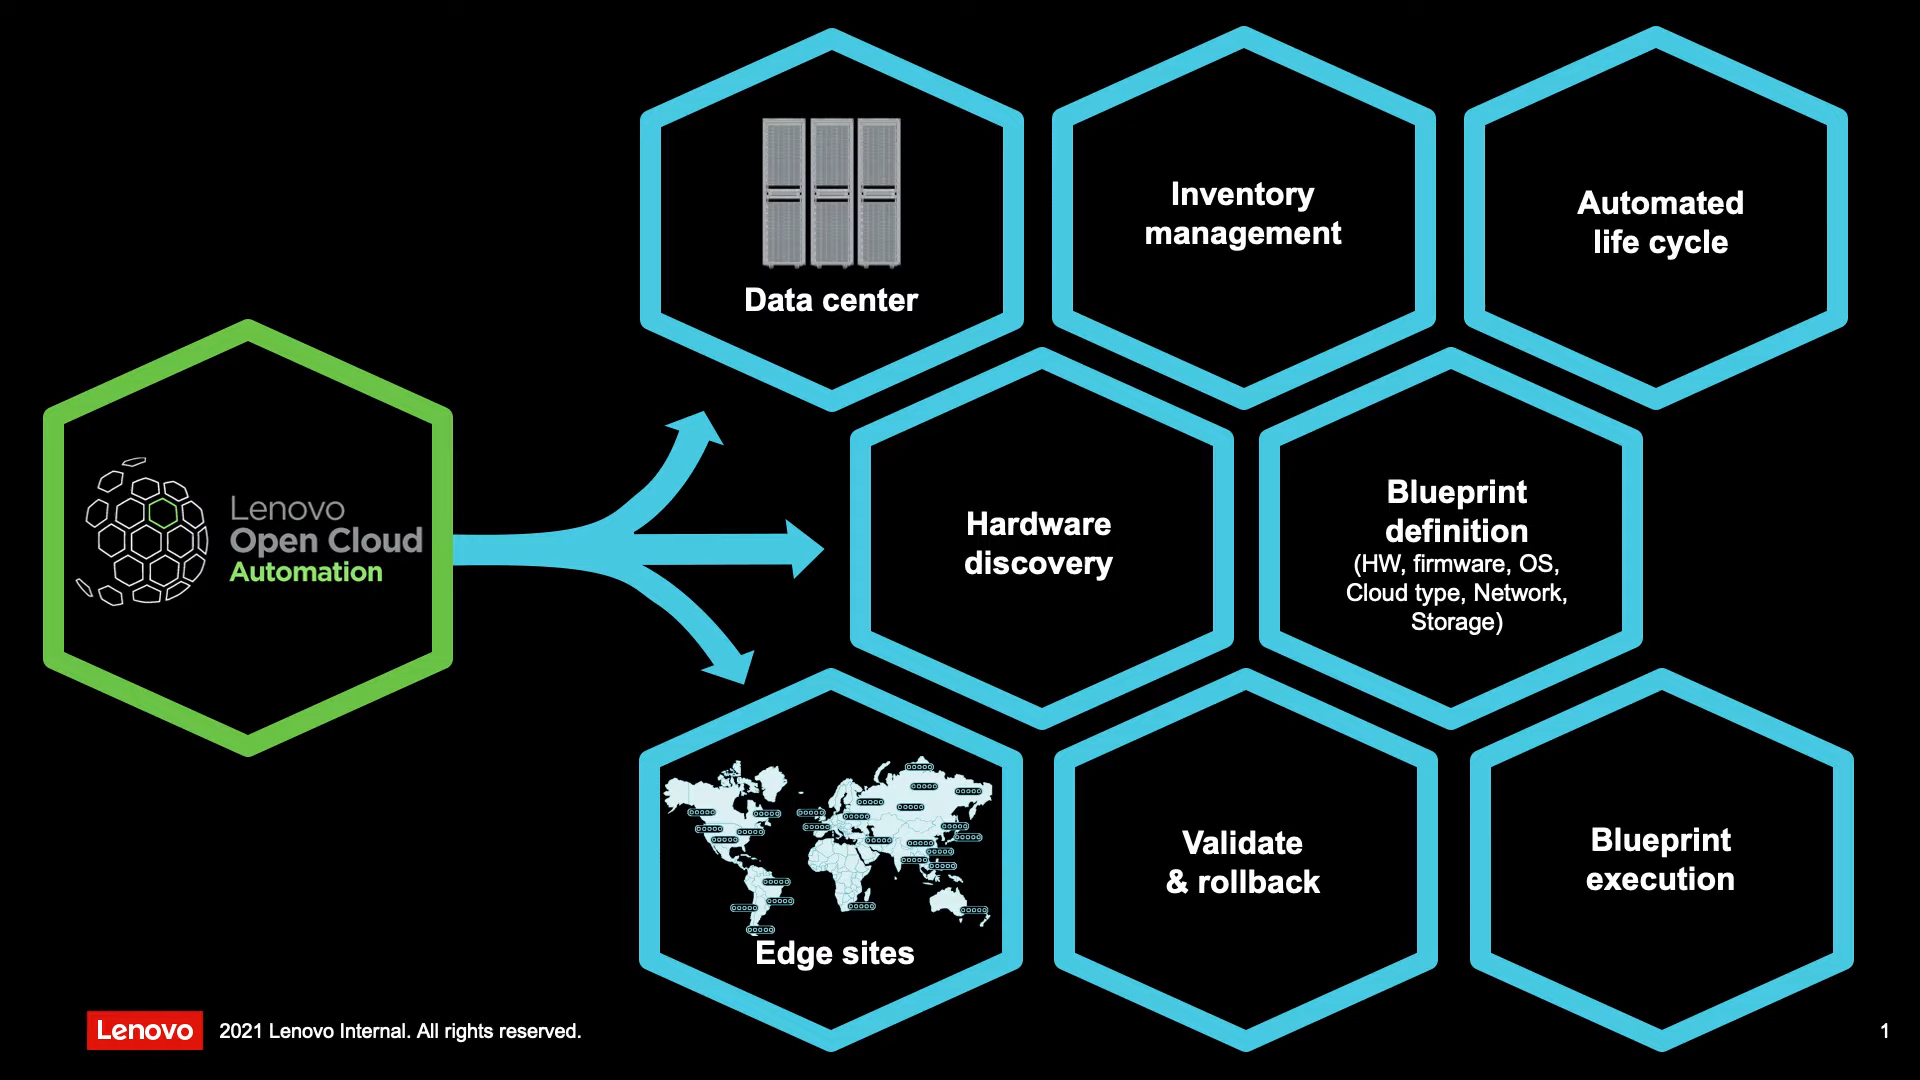 Data center
Inventory
management
Automated
life cycle
Lenovo
Open Cloud
Automation
Hardware
discovery
Blueprint
definition
(HW, firmware, OS,
Cloud type, Network,
Storage)
Edge sites
Validate
& rollback
Blueprint
execution
Lenovo
2021 Lenovo Internal. All rights reserved.
1